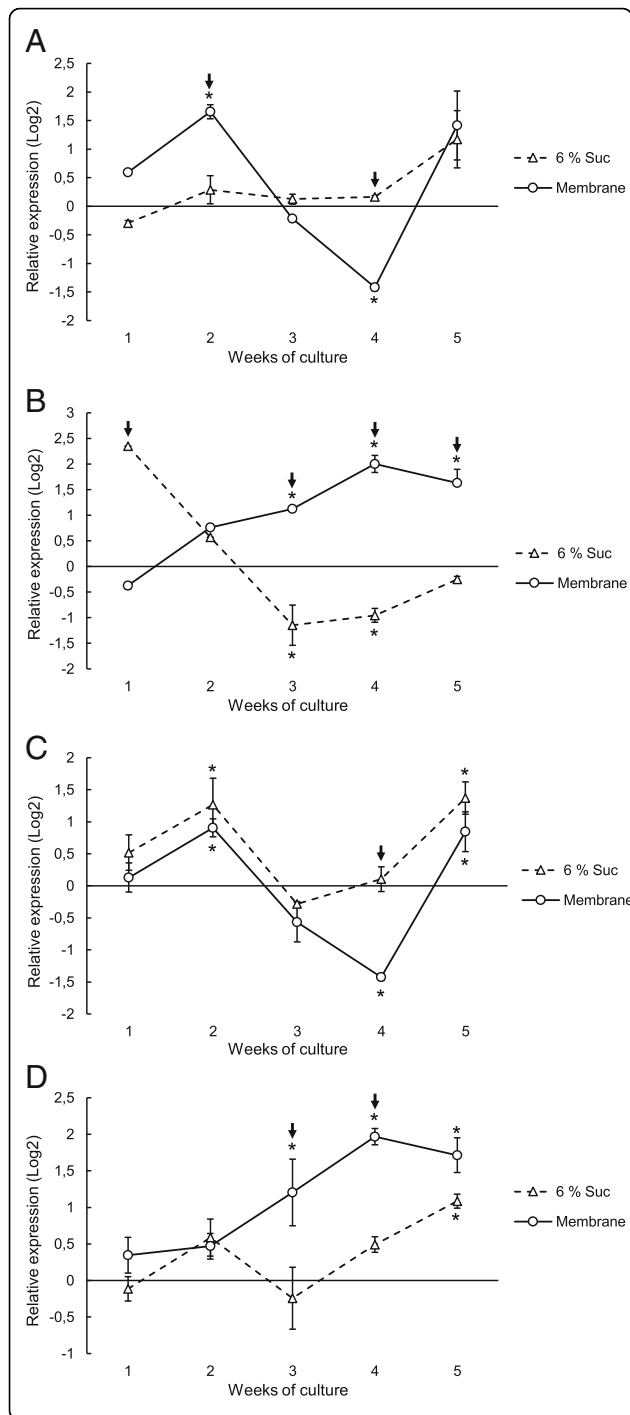 A
Relative expression (Log2)
2,5
2
1,5
1
0,5
0
-0,5
-1
-1,5
-2
*
*
6 % Suc
Membrane
1 2 3 4 5
Weeks of culture
B
Relative expression (Log2)
3
2,5
2
1,5
1
0,5
0
-0,5
-1
-1,5
-2
*
*
*
*
*
6 % Suc
Membrane
1 2 3 4 5
Weeks of culture
C
Relative expression (Log2)
2
1,5
1
0,5
0
-0,5
-1
-1,5
-2
*
*
*
*
*
6 % Suc
Membrane
1 2 3 4 5
Weeks of culture
D
Relative expression (Log2)
2,5
2
1,5
1
0,5
0
-0,5
-1
*
*
*
*
6 % Suc
Membrane
1 2 3 4 5
Weeks of culture